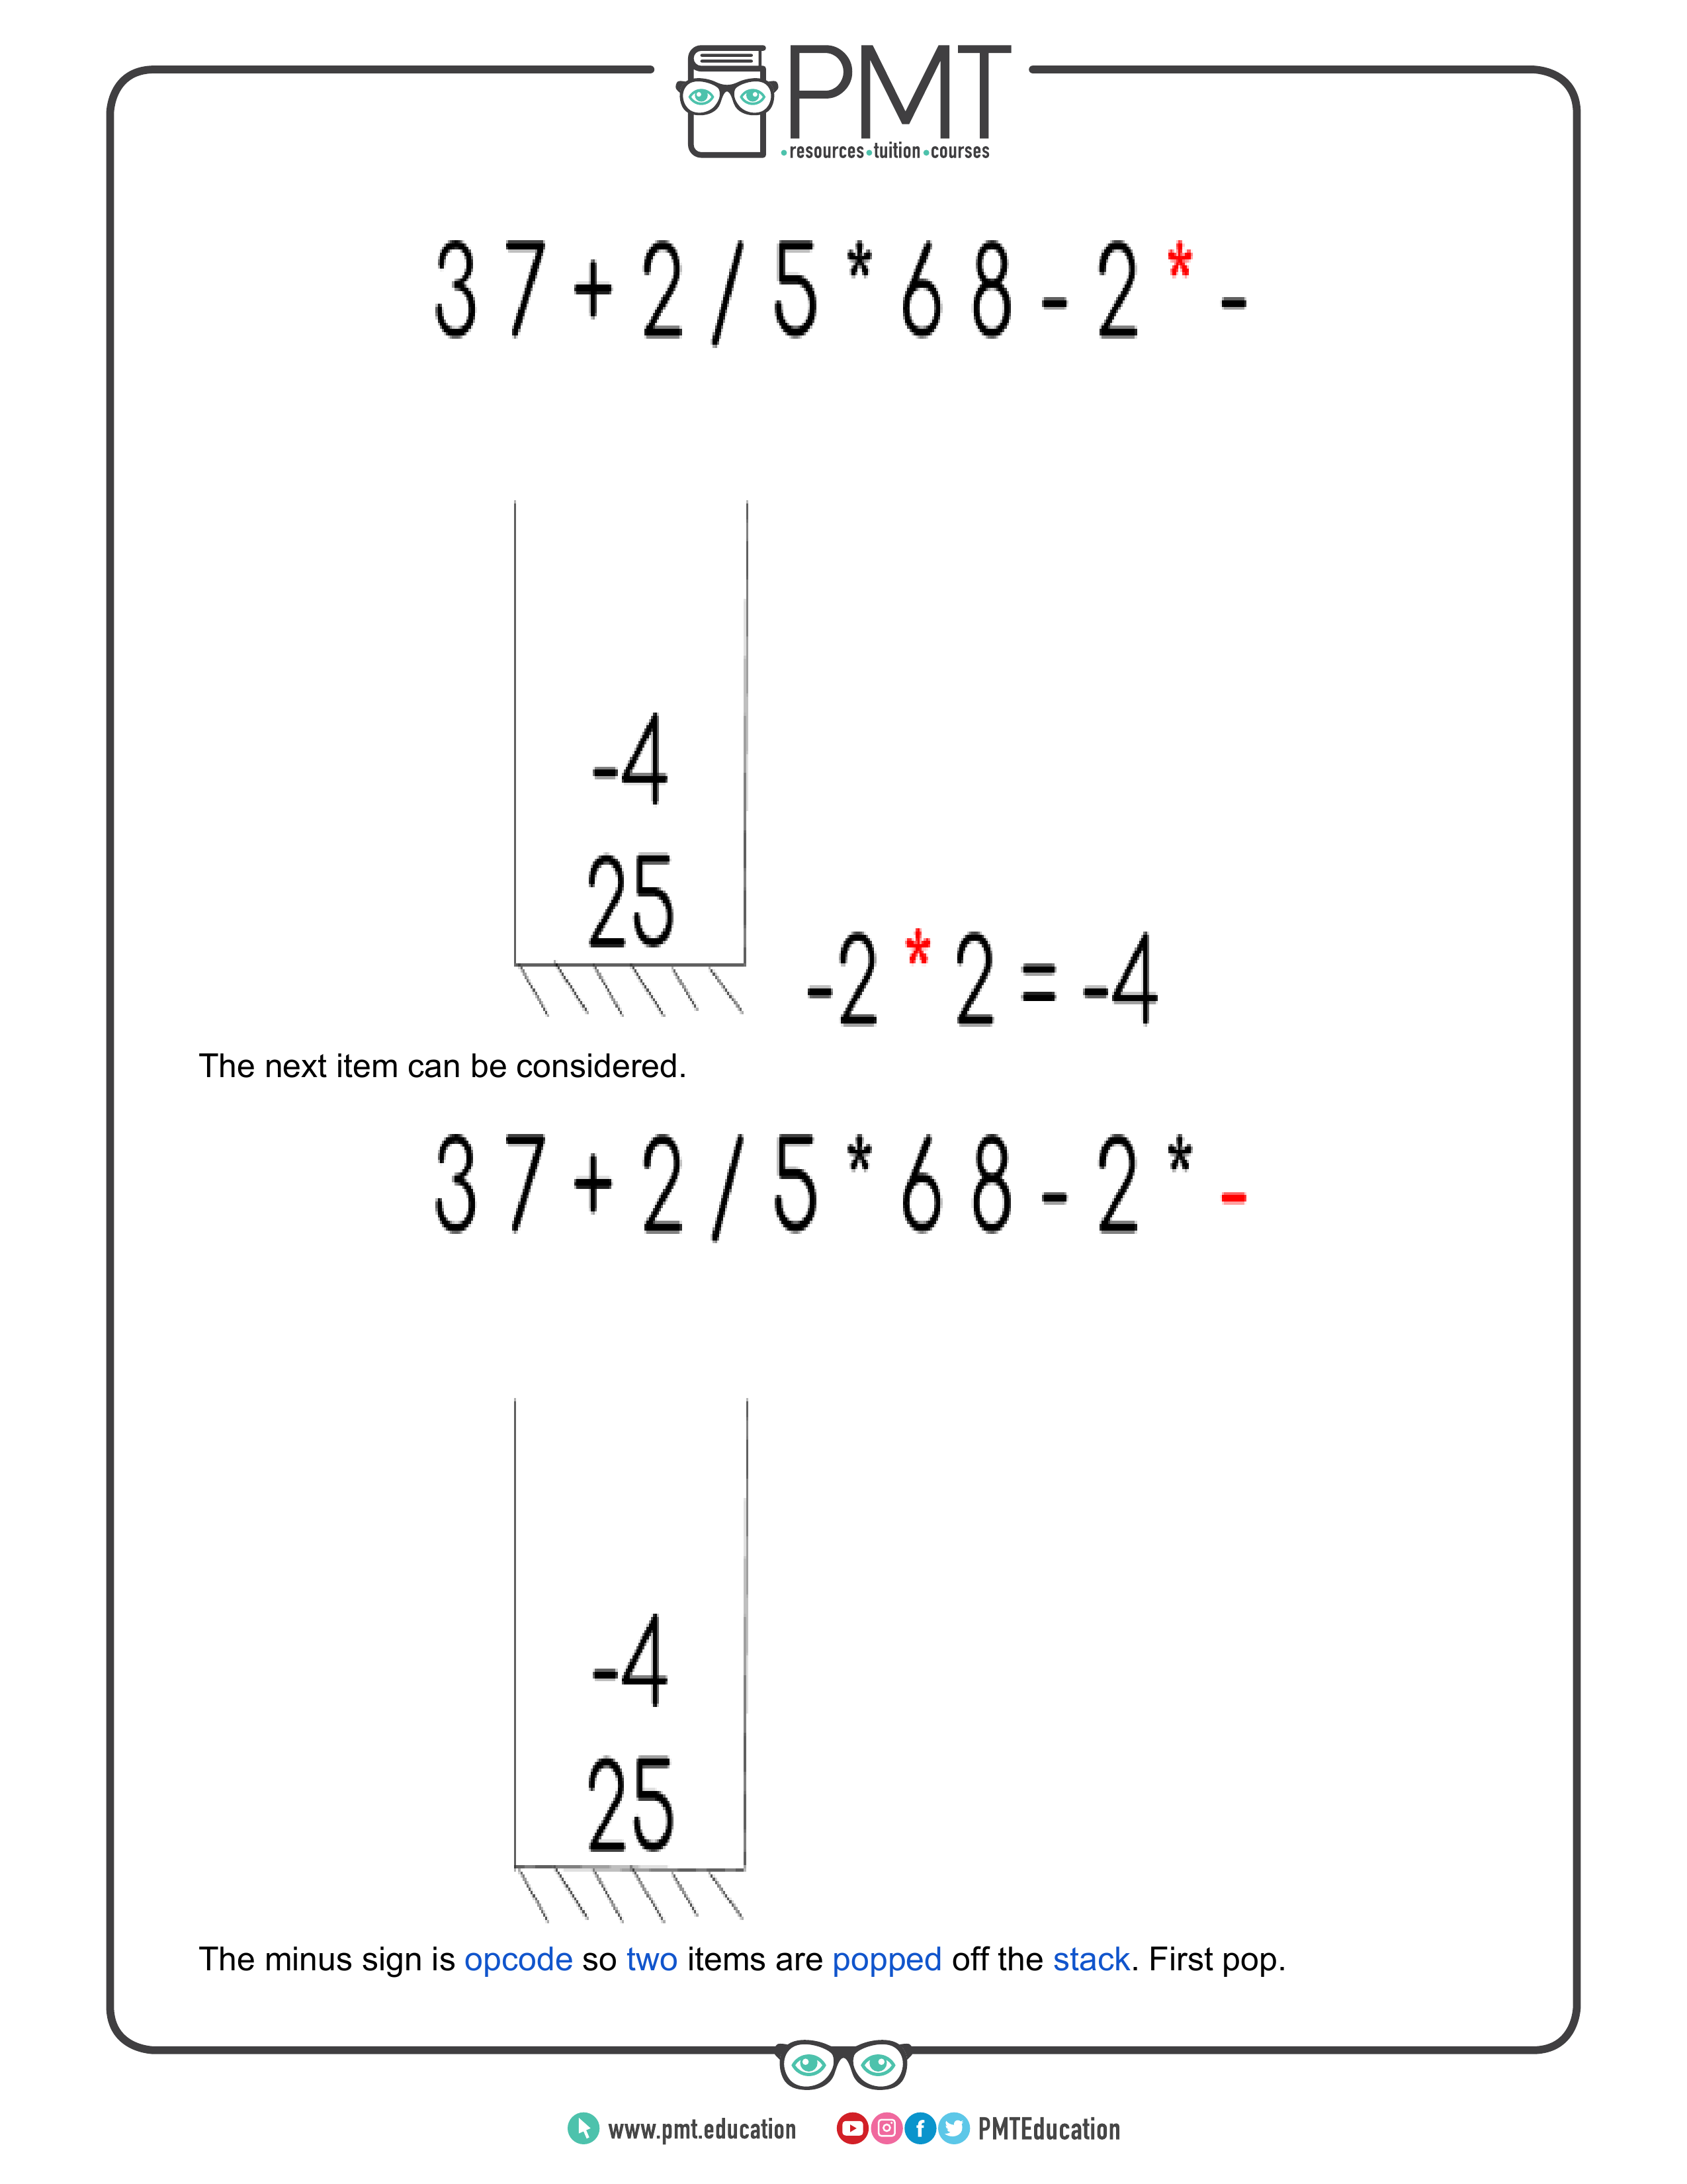 PMT
resources tuition courses
3 7 + 2 / 5 * 6 8 - 2 * -
-4
25
-2 * 2 = -4
The next item can be considered.
3 7 + 2 / 5 * 6 8 - 2 * -
-4
25
The minus sign is opcode so two items are popped off the stack. First pop.
www.pmt.education PMTEducation